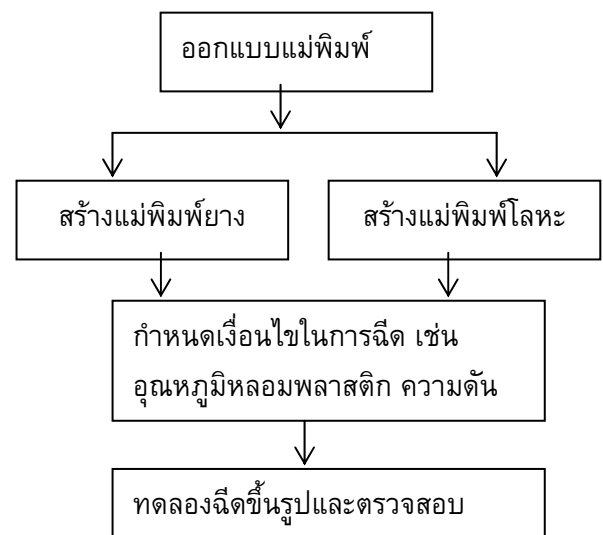 ออกแบบแม่พิมพ์
สร้างแม่พิมพ์ยาง
สร้างแม่พิมพ์โลหะ
กำหนดเงื่อนไขในการฉีด เช่น
อุณหภูมิหลอมพลาสติก ความดัน
ทดลองฉีดขึ้นรูปและตรวจสอบ